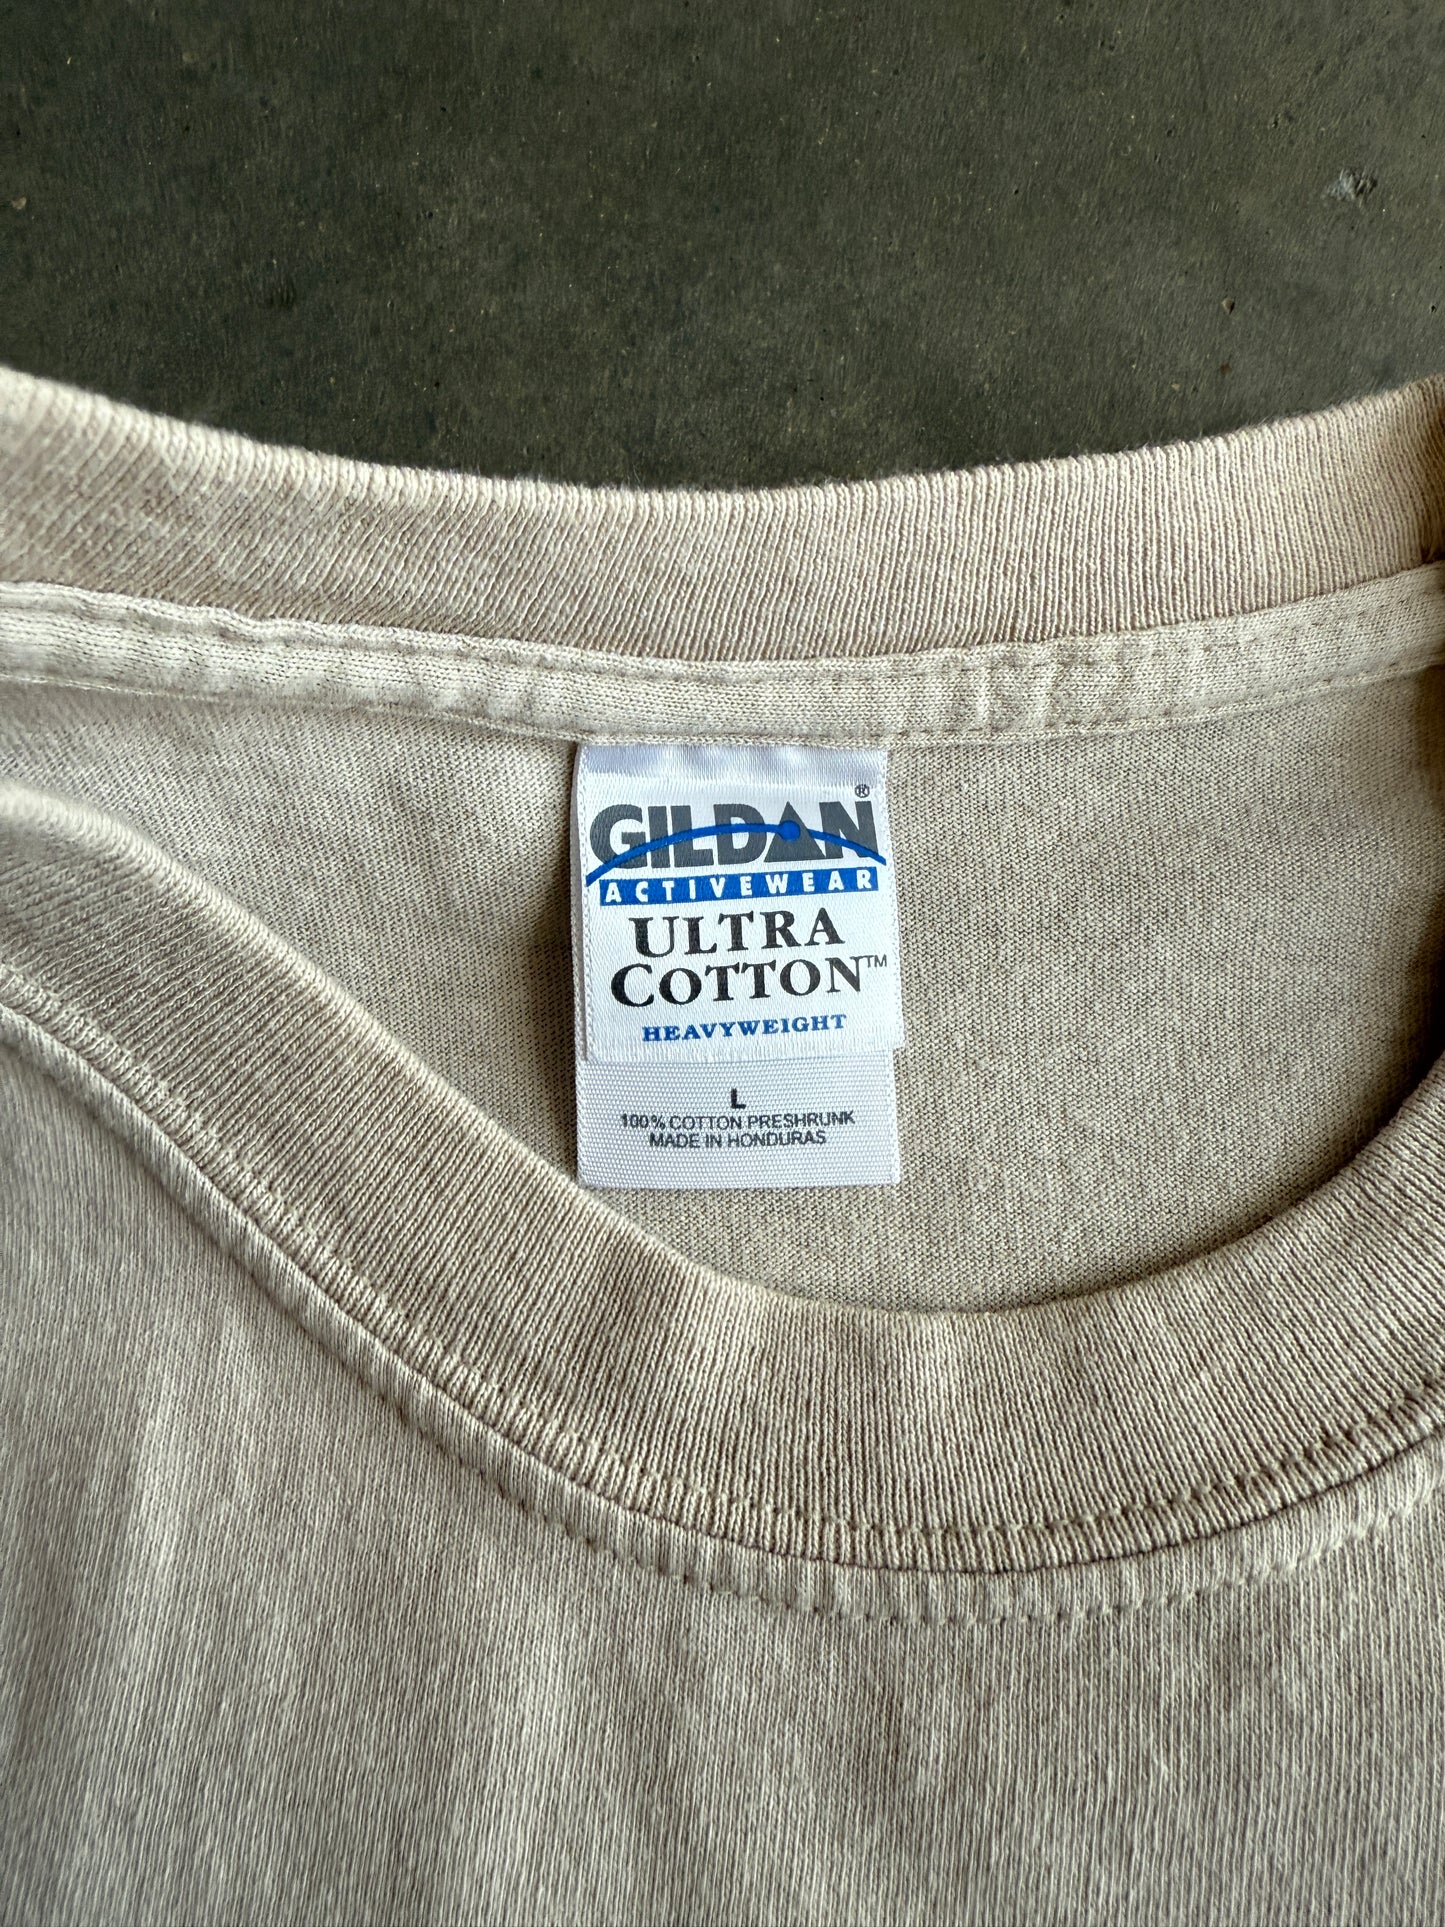 GILDAN®
ACTIVEWEAR
ULTRA
COTTON™
HEAVYWEIGHT
L
100% COTTON PRESHRUNK
MADE IN HONDURAS